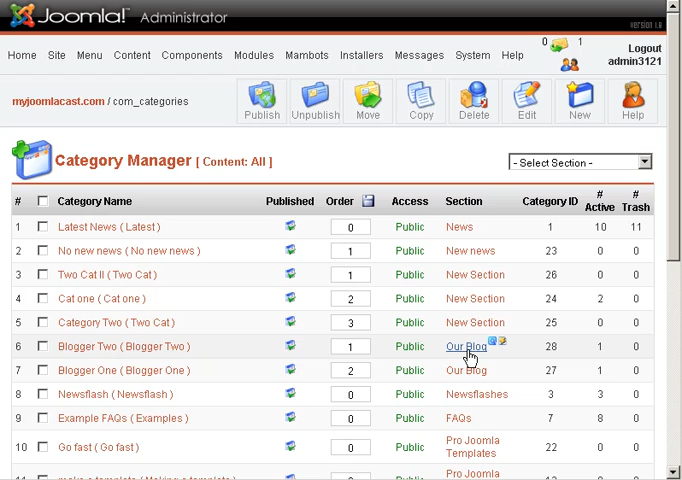 Joomla! Administrator
Version 1.0
Home Site Menu Content Components Modules Mambots Installers Messages System Help 0 1 Logout
admin3121
myjoomlacast.com / com_categories
Publish Unpublish Move Copy Delete Edit New Help
Category Manager [ Content: All ] - Select Section -
# Category Name Published Order Access Section Category ID # Active # Trash
1 Latest News ( Latest ) 0 Public News 1 10 11
2 No new news ( No new news ) 1 Public New news 23 0 0
3 Two Cat II ( Two Cat ) 1 Public New Section 26 0 0
4 Cat one ( Cat one ) 2 Public New Section 24 2 0
5 Category Two ( Two Cat ) 3 Public New Section 25 0 0
6 Blogger Two ( Blogger Two ) 1 Public Our Blog 28 1 0
7 Blogger One ( Blogger One ) 2 Public Our Blog 27 1 0
8 Newsflash ( Newsflash ) 0 Public Newsflashes 3 3 0
9 Example FAQs ( Examples ) 0 Public FAQs 7 8 0
10 Go fast ( Go fast ) 0 Public Pro Joomla Templates 22 0 0
make a template ( Making a template ) Pro Joomla